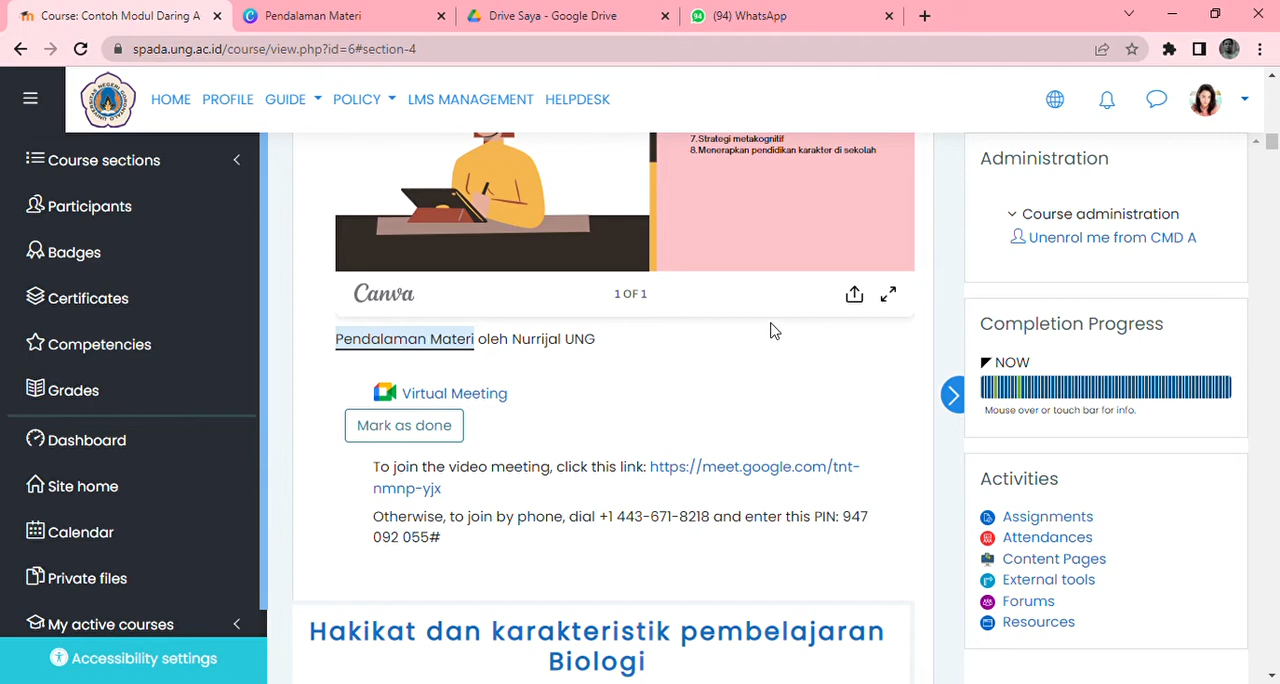 Course: Contoh Modul Daring A
Pendalaman Materi
Drive Saya - Google Drive
(94) WhatsApp
spada.ung.ac.id/course/view.php?id=6#section-4
HOME PROFILE GUIDE POLICY LMS MANAGEMENT HELPDESK
Course sections
Participants
Badges
Certificates
Competencies
Grades
Dashboard
Site home
Calendar
Private files
My active courses
Accessibility settings
7.Strategi metakognitif
8.Menerapkan pendidikan karakter di sekolah
Canva
1 OF 1
Pendalaman Materi oleh Nurrijal UNG
Virtual Meeting
Mark as done
To join the video meeting, click this link: https://meet.google.com/tnt-
nmnp-yjx
Otherwise, to join by phone, dial +1 443-671-8218 and enter this PIN: 947
092 055#
Hakikat dan karakteristik pembelajaran
Biologi
Administration
Course administration
Unenrol me from CMD A
Completion Progress
NOW
Mouse over or touch bar for info.
Activities
Assignments
Attendances
Content Pages
External tools
Forums
Resources